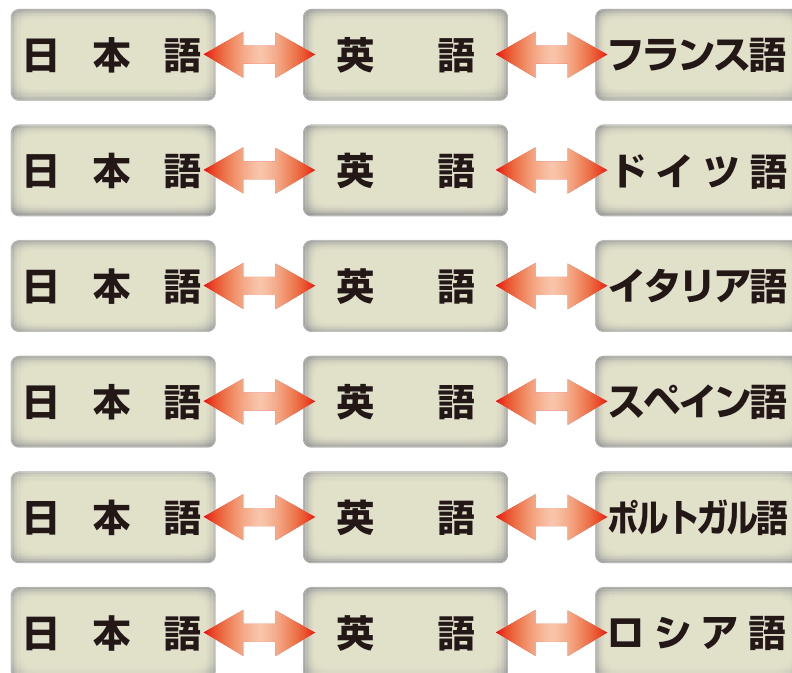 日本語 英語 フランス語
日本語 英語 ドイツ語
日本語 英語 イタリア語
日本語 英語 スペイン語
日本語 英語 ポルトガル語
日本語 英語 ロシア語